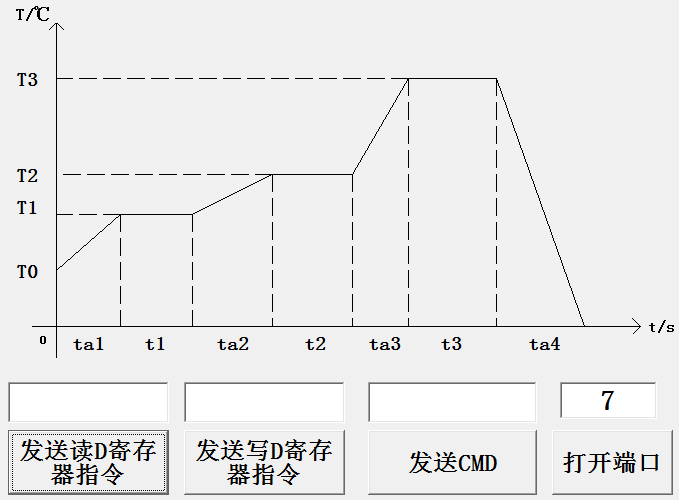 T/℃
T3
T2
T1
T0
0
ta1 t1 ta2 t2 ta3 t3 ta4
t/s
7
发送读D寄存
器指令
发送写D寄存
器指令
发送CMD
打开端口